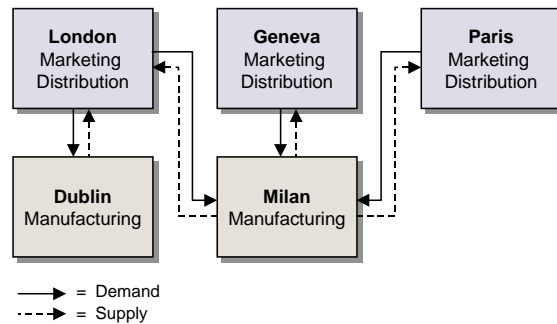 London
Marketing
Distribution
Geneva
Marketing
Distribution
Paris
Marketing
Distribution
Dublin
Manufacturing
Milan
Manufacturing
= Demand
= Supply